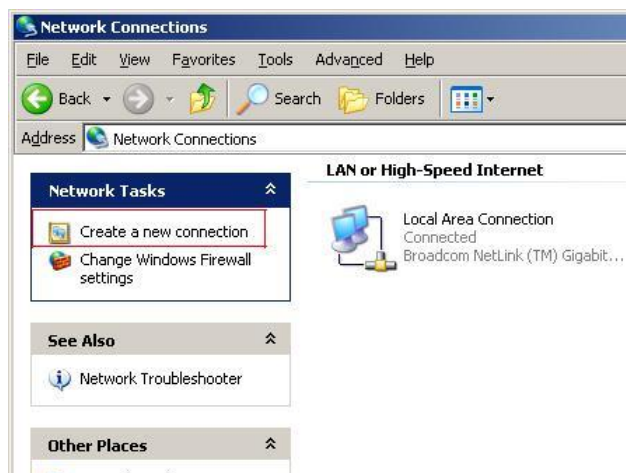 Network Connections
File Edit View Favorites Tools Advanced Help
Back Search Folders
Address Network Connections
Network Tasks
Create a new connection
Change Windows Firewall
settings
See Also
Network Troubleshooter
Other Places
LAN or High-Speed Internet
Local Area Connection
Connected
Broadcom NetLink (TM) Gigabit...